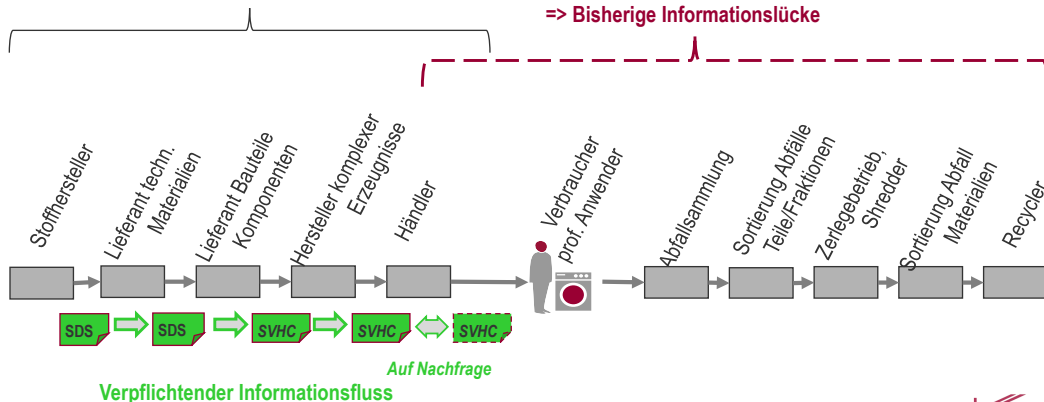 => Bisherige Informationslücke
Stoffhersteller
Lieferant techn.
Materialien
Lieferant Bauteile
Komponenten
Hersteller komplexer
Erzeugnisse
Händler
Verbraucher
prof. Anwender
Abfallsammlung
Sortierung Abfälle
Teile/Fraktionen
Zerlegebetrieb,
Shredder
Sortierung Abfall
Materialien
Recycler
SDS
SDS
SVHC
SVHC
SVHC
Auf Nachfrage
Verpflichtender Informationsfluss